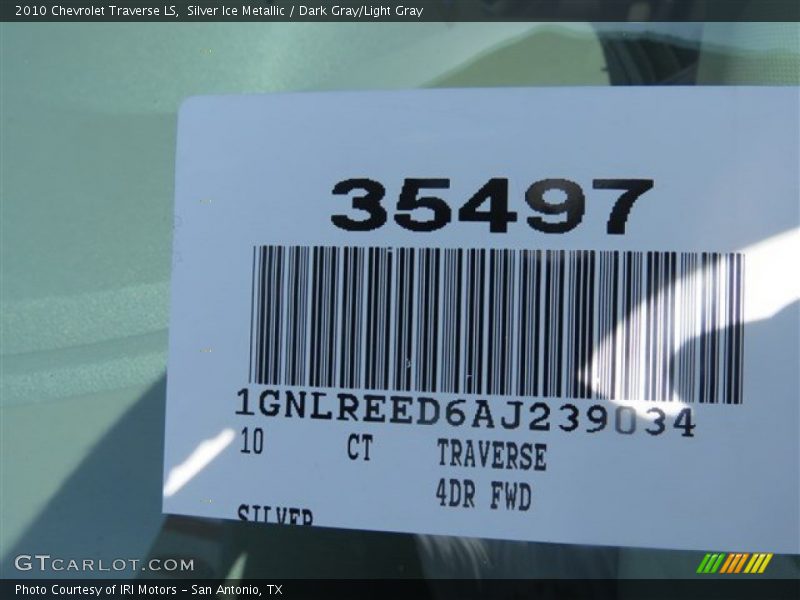 2010 Chevrolet Traverse LS, Silver Ice Metallic / Dark Gray/Light Gray
35497
1GNLREED6AJ239034
10 CT TRAVERSE
4DR FWD
SILVER
GTCARLOT.COM
Photo Courtesy of IRI Motors - San Antonio, TX